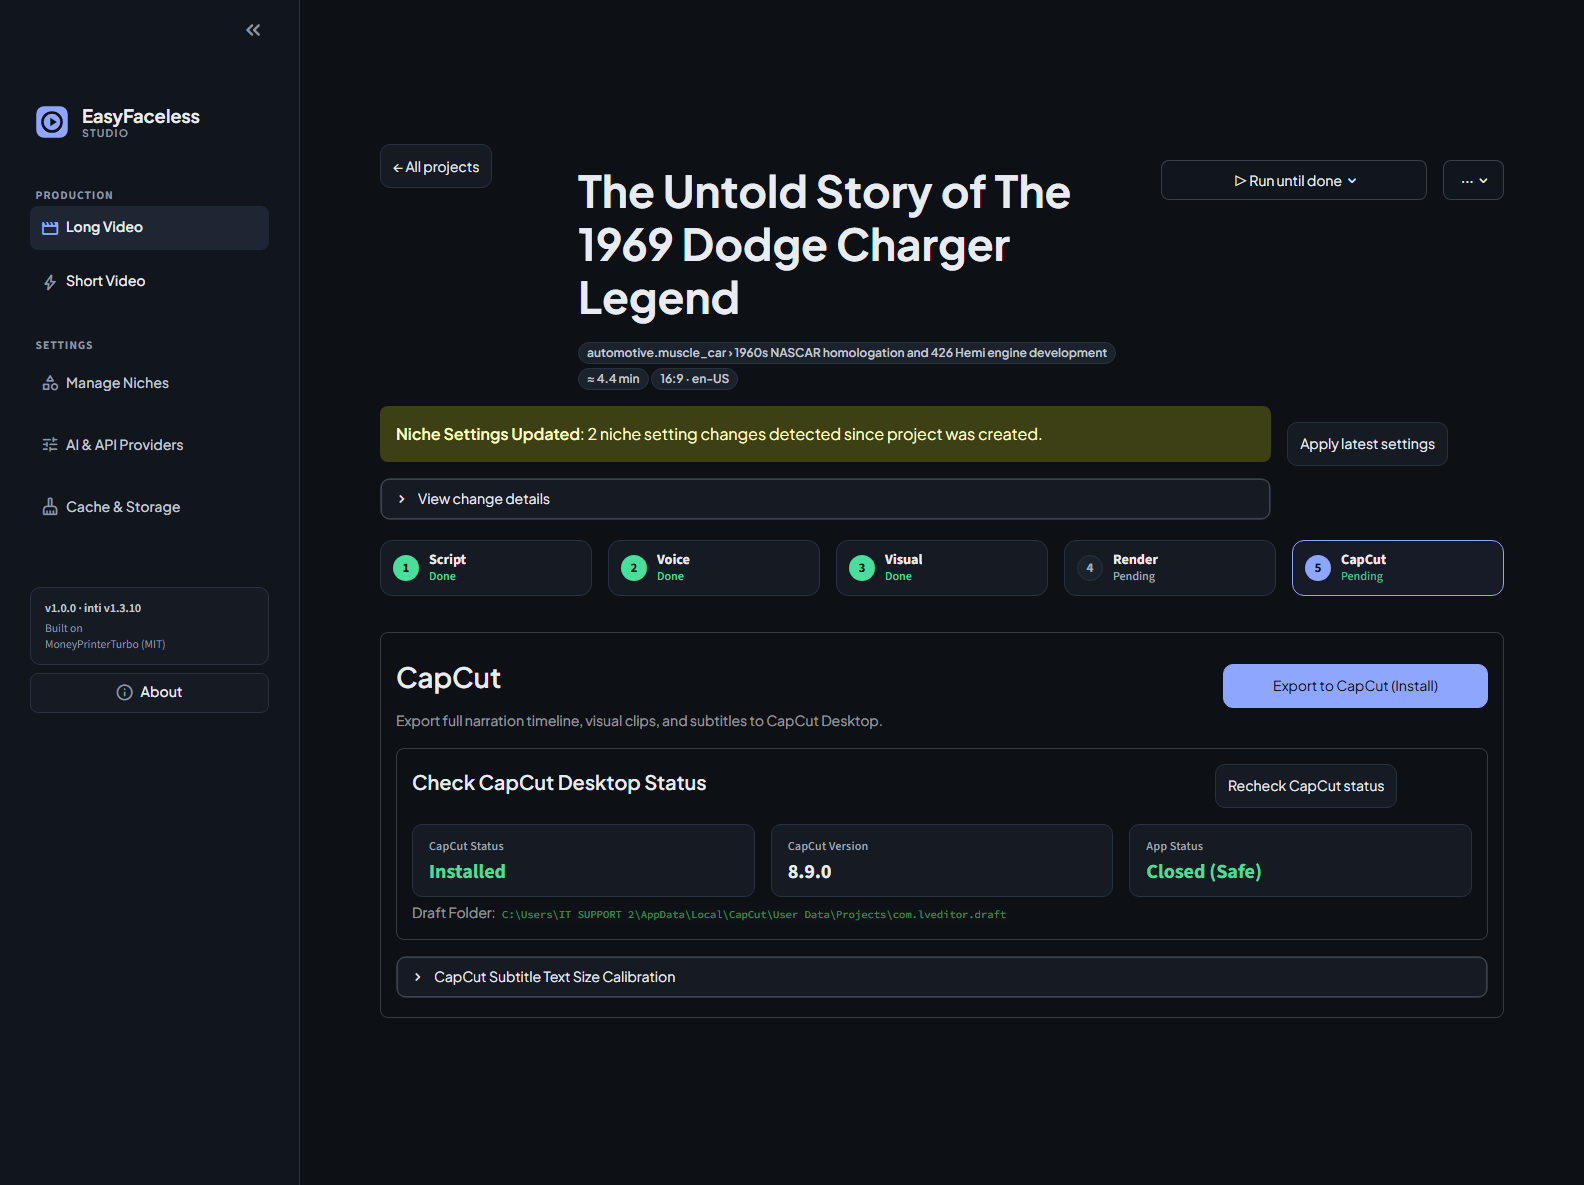 EasyFaceless
STUDIO
PRODUCTION
Long Video
Short Video
SETTINGS
Manage Niches
AI & API Providers
Cache & Storage
v1.0.0 · inti v1.3.10
Built on
MoneyPrinterTurbo (MIT)
About
← All projects
The Untold Story of The
1969 Dodge Charger
Legend
Run until done
...
automotive.muscle_car › 1960s NASCAR homologation and 426 Hemi engine development
≈ 4.4 min
16:9 · en-US
Niche Settings Updated: 2 niche setting changes detected since project was created.
Apply latest settings
View change details
1
Script
Done
2
Voice
Done
3
Visual
Done
4
Render
Pending
5
CapCut
Pending
CapCut
Export to CapCut (Install)
Export full narration timeline, visual clips, and subtitles to CapCut Desktop.
Check CapCut Desktop Status
Recheck CapCut status
CapCut Status
Installed
CapCut Version
8.9.0
App Status
Closed (Safe)
Draft Folder: C:\Users\IT SUPPORT 2\AppData\Local\CapCut\User Data\Projects\com.lveditor.draft
CapCut Subtitle Text Size Calibration